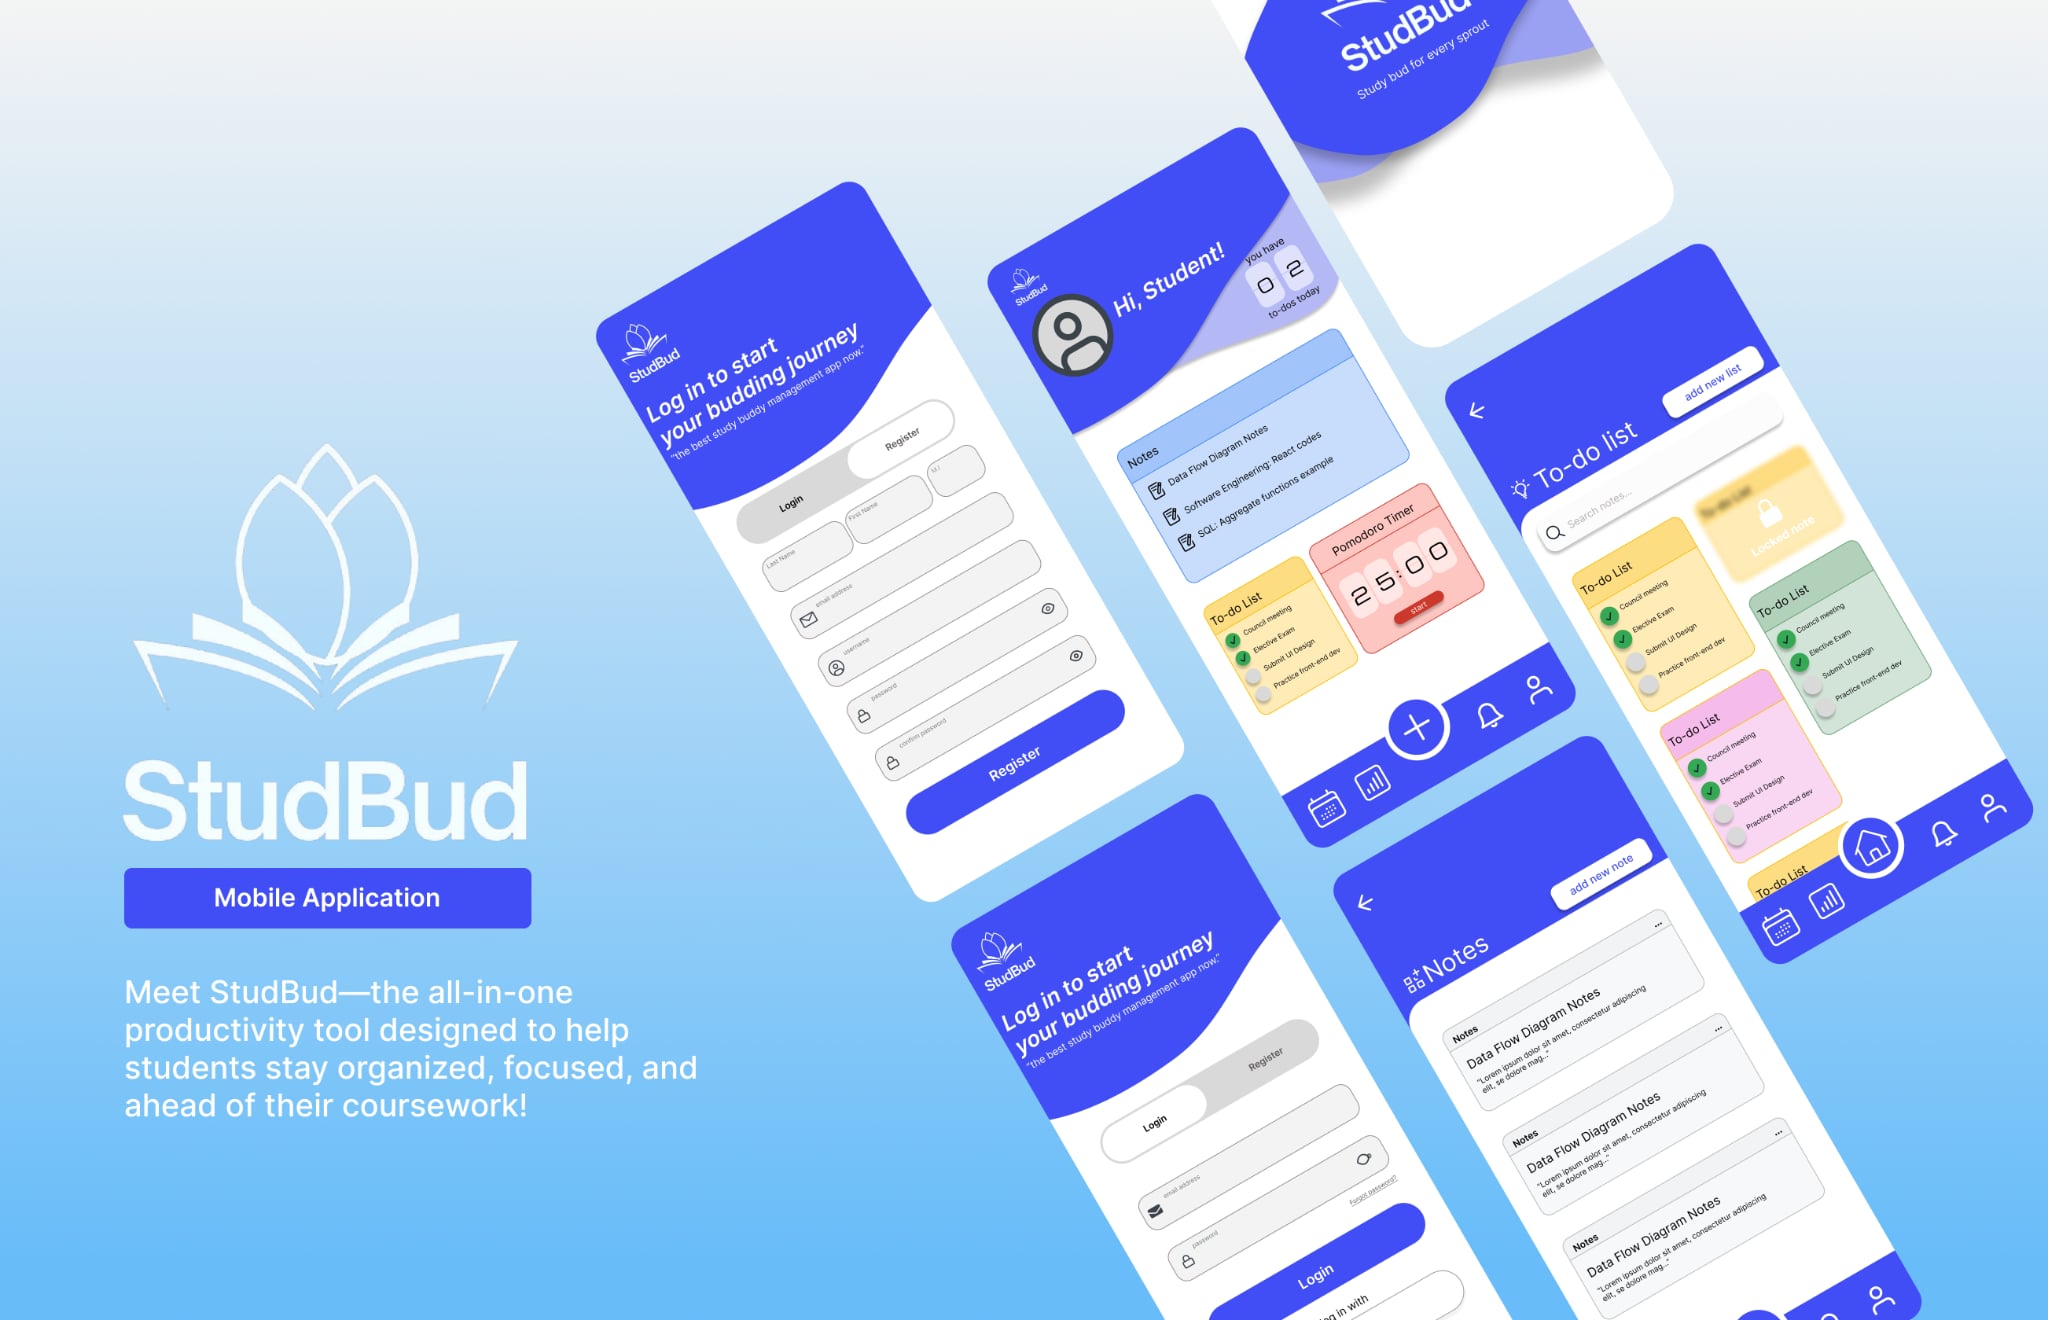 StudBud
Mobile Application
Meet StudBud—the all-in-one
productivity tool designed to help
students stay organized, focused, and
ahead of their coursework!
StudBud
Log in to start
your budding journey
"the best study buddy management app now."
Login
Register
Last Name
First Name
M.I
email address
username
password
confirm password
Register
StudBud
Hi, Student!
you have
02
to-dos today
Notes
Data Flow Diagram Notes
Software Engineering: React codes
SQL: Aggregate functions example
To-do List
Council meeting
Elective Exam
Submit UI Design
Practice front-end dev
Pomodoro Timer
25:00
start
StudBud
Study bud for every sprout
add new list
To-do list
Search notes...
To-do List
Council meeting
Elective Exam
Submit UI Design
Practice front-end dev
To-do List
Locked note
To-do List
Council meeting
Elective Exam
Submit UI Design
Practice front-end dev
To-do List
Council meeting
Elective Exam
Submit UI Design
Practice front-end dev
To-do List
StudBud
Log in to start
your budding journey
"the best study buddy management app now."
Login
Register
email address
password
Forgot password?
Login
in with
add new note
Notes
Notes
...
Data Flow Diagram Notes
"Lorem ipsum dolor sit amet, consectetur adipiscing
elit, se dolore mag..."
Notes
...
Data Flow Diagram Notes
"Lorem ipsum dolor sit amet, consectetur adipiscing
elit, se dolore mag..."
Notes
...
Data Flow Diagram Notes
"Lorem ipsum dolor sit amet, consectetur adipiscing
elit, se dolore mag..."